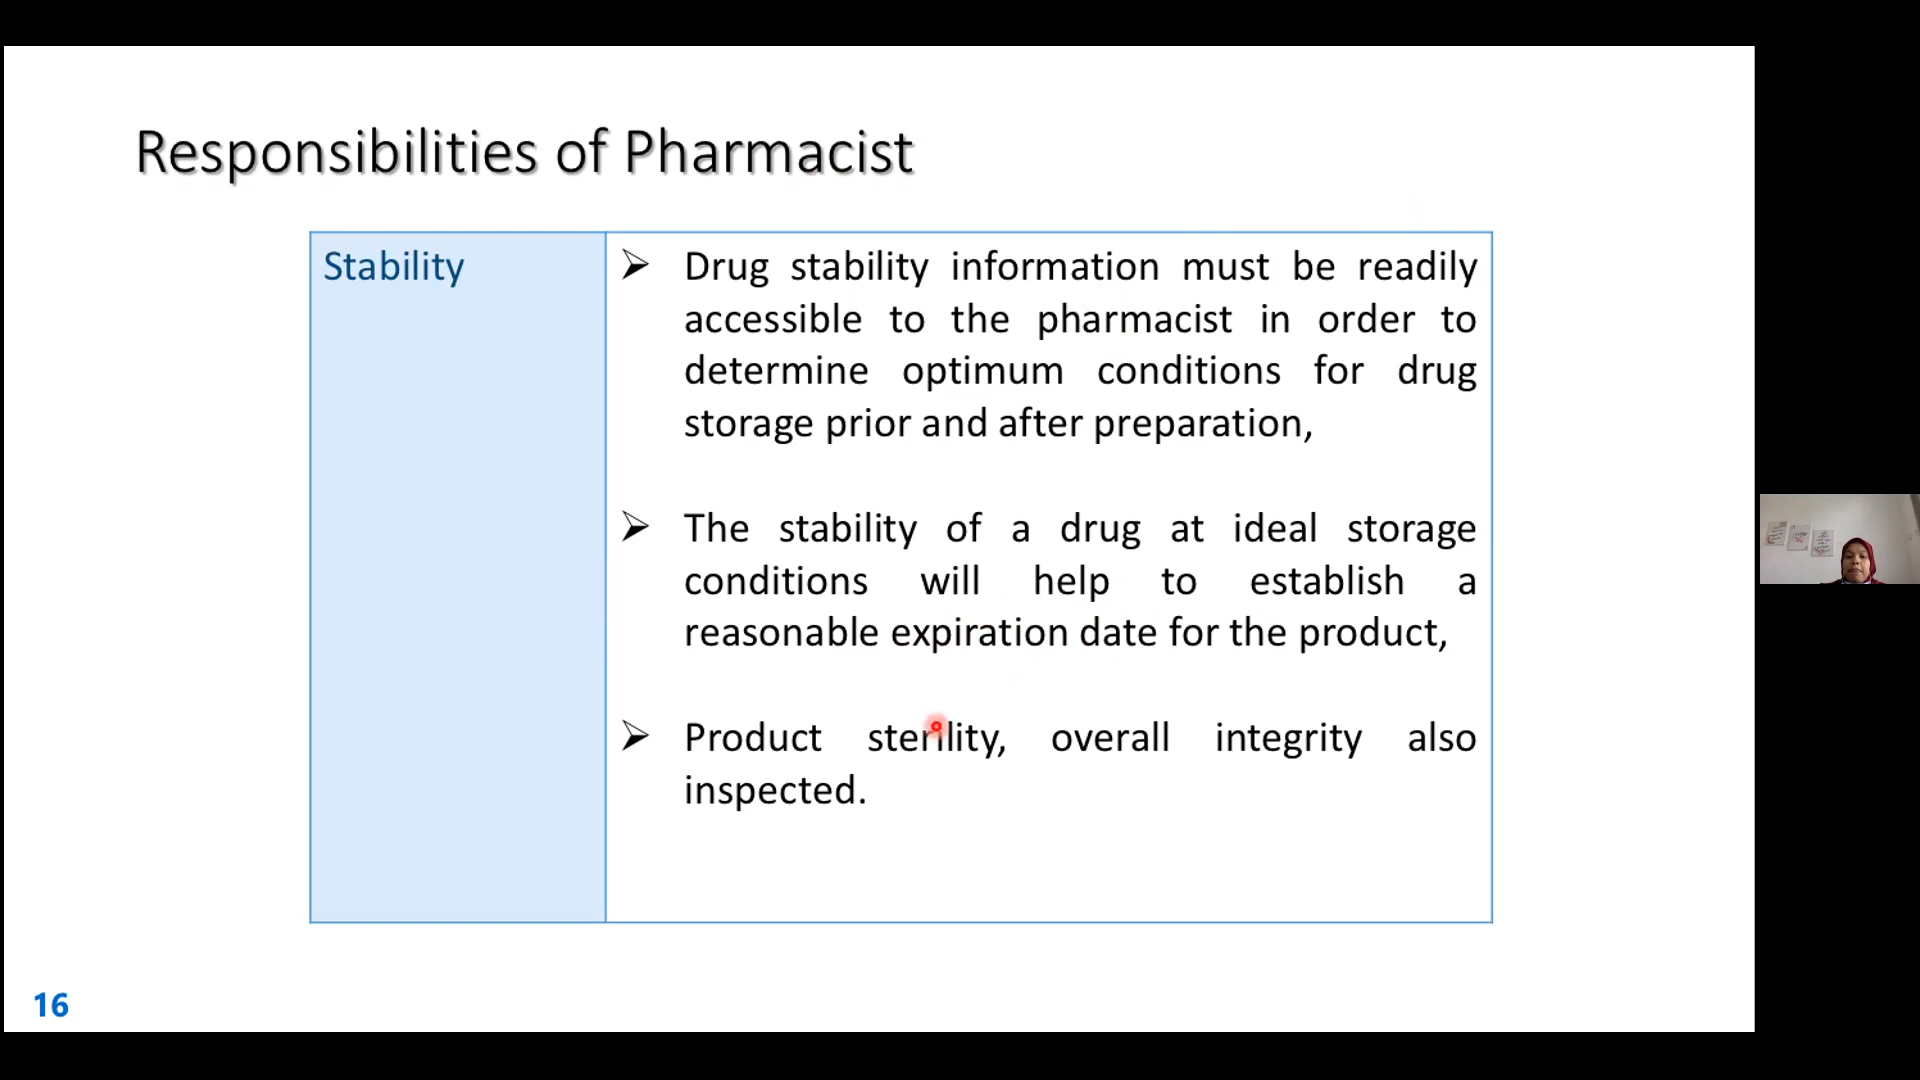 Responsibilities of Pharmacist
Stability
➢ Drug stability information must be readily
accessible to the pharmacist in order to
determine optimum conditions for drug
storage prior and after preparation,
➢ The stability of a drug at ideal storage
conditions will help to establish a
reasonable expiration date for the product,
➢ Product sterility, overall integrity also
inspected.
16